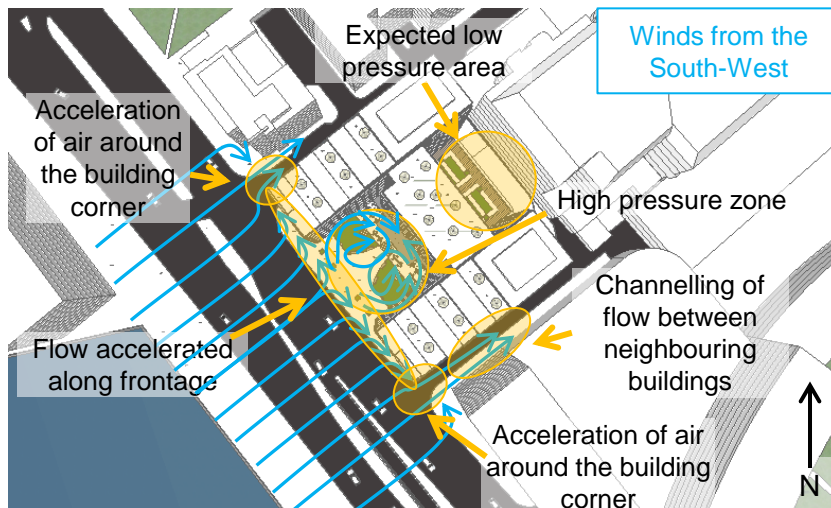 Expected low
pressure area
Winds from the
South-West
Acceleration
of air around
the building
corner
High pressure zone
Channelling of
flow between
neighbouring
buildings
Flow accelerated
along frontage
Acceleration of air
around the building
corner
N